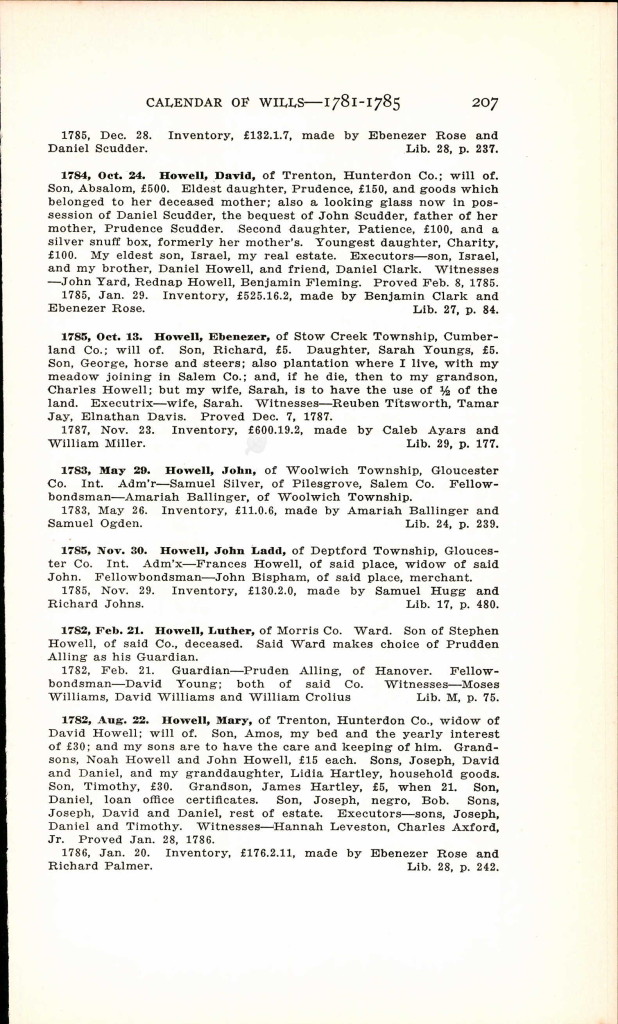 CALENDAR OF WILLS—1781-1785 207
1785, Dec. 28. Inventory, £132.1.7, made by Ebenezer Rose and
Daniel Scudder. Lib. 28, p. 237.
1784, Oct. 24. Howell, David, of Trenton, Hunterdon Co.; will of.
Son, Absalom, £500. Eldest daughter, Prudence, £150, and goods which
belonged to her deceased mother; also a looking glass now in pos-
session of Daniel Scudder, the bequest of John Scudder, father of her
mother, Prudence Scudder. Second daughter, Patience, £100, and a
silver snuff box, formerly her mother's. Youngest daughter, Charity,
£100. My eldest son, Israel, my real estate. Executors—son, Israel,
and my brother, Daniel Howell, and friend, Daniel Clark. Witnesses
—John Yard, Rednap Howell, Benjamin Fleming. Proved Feb. 8, 1785.
1785, Jan. 29. Inventory, £525.16.2, made by Benjamin Clark and
Ebenezer Rose. Lib. 27, p. 84.
1785, Oct. 13. Howell, Ebenezer, of Stow Creek Township, Cumber-
land Co.; will of. Son, Richard, £5. Daughter, Sarah Youngs, £5.
Son, George, horse and steers; also plantation where I live, with my
meadow joining in Salem Co.; and, if he die, then to my grandson,
Charles Howell; but my wife, Sarah, is to have the use of ½ of the
land. Executrix—wife, Sarah. Witnesses—Reuben Titsworth, Tamar
Jay, Elnathan Davis. Proved Dec. 7, 1787.
1787, Nov. 23. Inventory, £600.19.2, made by Caleb Ayars and
William Miller. Lib. 29, p. 177.
1783, May 29. Howell, John, of Woolwich Township, Gloucester
Co. Int. Adm'r—Samuel Silver, of Pilesgrove, Salem Co. Fellow-
bondsman—Amariah Ballinger, of Woolwich Township.
1783, May 26. Inventory, £11.0.6, made by Amariah Ballinger and
Samuel Ogden. Lib. 24, p. 239.
1785, Nov. 30. Howell, John Ladd, of Deptford Township, Glouces-
ter Co. Int. Adm'x—Frances Howell, of said place, widow of said
John. Fellowbondsman—John Bispham, of said place, merchant.
1785, Nov. 29. Inventory, £130.2.0, made by Samuel Hugg and
Richard Johns. Lib. 17, p. 480.
1782, Feb. 21. Howell, Luther, of Morris Co. Ward. Son of Stephen
Howell, of said Co., deceased. Said Ward makes choice of Prudden
Alling as his Guardian.
1782, Feb. 21. Guardian—Pruden Alling, of Hanover. Fellow-
bondsman—David Young; both of said Co. Witnesses—Moses
Williams, David Williams and William Crolius Lib. M, p. 75.
1782, Aug. 22. Howell, Mary, of Trenton, Hunterdon Co., widow of
David Howell; will of. Son, Amos, my bed and the yearly interest
of £30; and my sons are to have the care and keeping of him. Grand-
sons, Noah Howell and John Howell, £15 each. Sons, Joseph, David
and Daniel, and my granddaughter, Lidia Hartley, household goods.
Son, Timothy, £30. Grandson, James Hartley, £5, when 21. Son,
Daniel, loan office certificates. Son, Joseph, negro, Bob. Sons,
Joseph, David and Daniel, rest of estate. Executors—sons, Joseph,
Daniel and Timothy. Witnesses—Hannah Leveston, Charles Axford,
Jr. Proved Jan. 28, 1786.
1786, Jan. 20. Inventory, £176.2.11, made by Ebenezer Rose and
Richard Palmer. Lib. 28, p. 242.